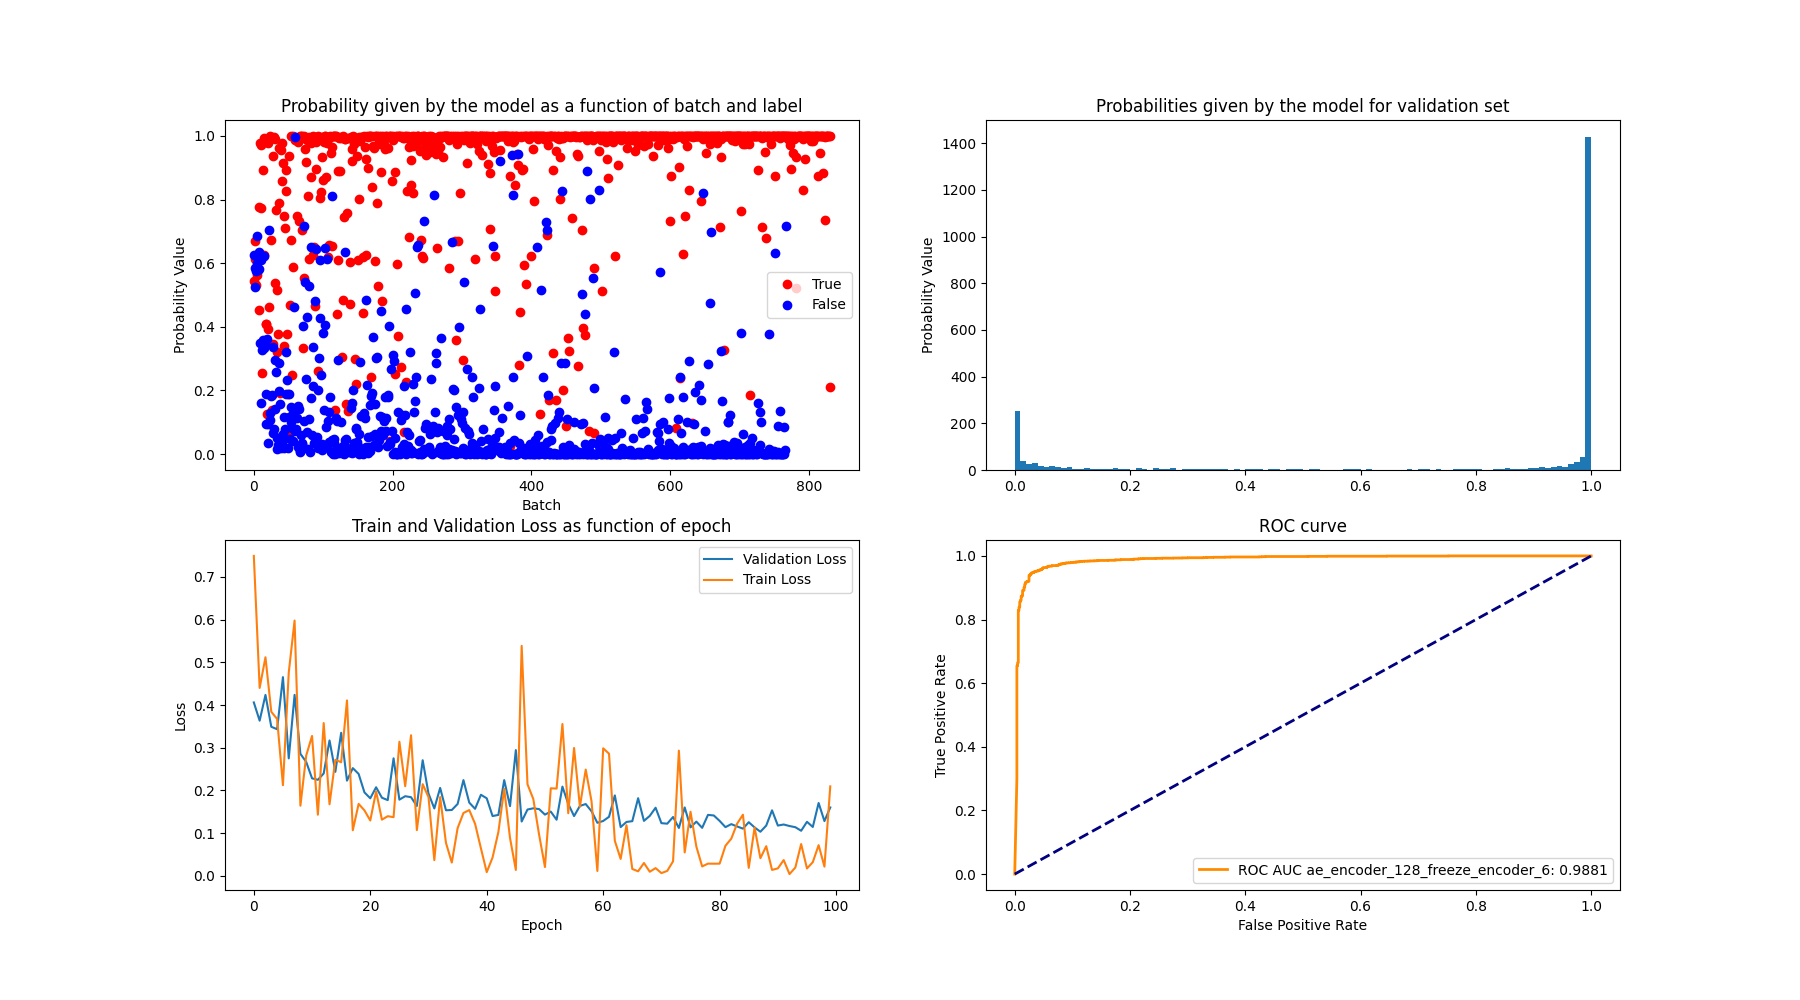 Probability given by the model as a function of batch and label
Probability Value
1.0
0.8
0.6
0.4
0.2
0.0
0 200 400 600 800
Batch
True
False
Probabilities given by the model for validation set
Probability Value
1400
1200
1000
800
600
400
200
0
0.0 0.2 0.4 0.6 0.8 1.0
Train and Validation Loss as function of epoch
Loss
0.7
0.6
0.5
0.4
0.3
0.2
0.1
0.0
0 20 40 60 80 100
Epoch
Validation Loss
Train Loss
ROC curve
True Positive Rate
1.0
0.8
0.6
0.4
0.2
0.0
0.0 0.2 0.4 0.6 0.8 1.0
False Positive Rate
ROC AUC ae_encoder_128_freeze_encoder_6: 0.9881